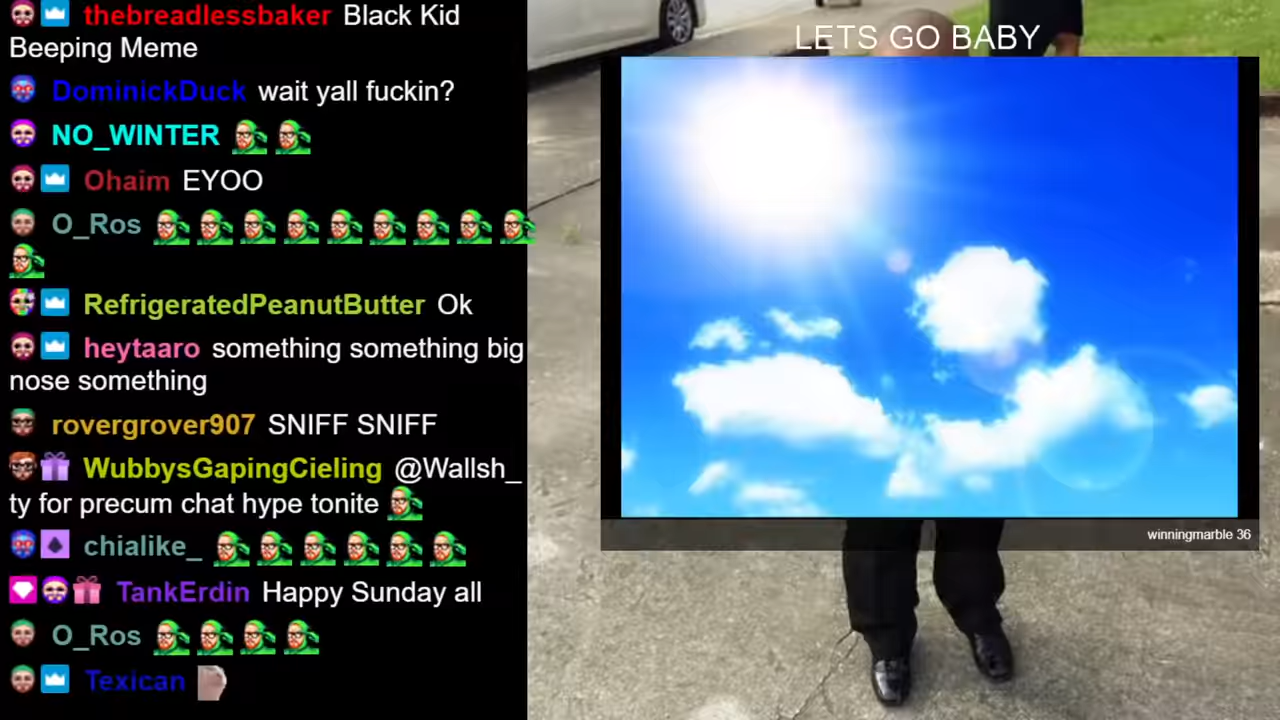 thebreadlessbaker Black Kid
Beeping Meme
DominickDuck wait yall fuckin?
NO_WINTER
Ohaim EYOO
O_Ros
RefrigeratedPeanutButter Ok
heytaaro something something big
nose something
rovergrover907 SNIFF SNIFF
WubbysGapingCieling @Wallsh_
ty for precum chat hype tonite
chialike_
TankErdin Happy Sunday all
O_Ros
Texican
LETS GO BABY
winningmarble 36